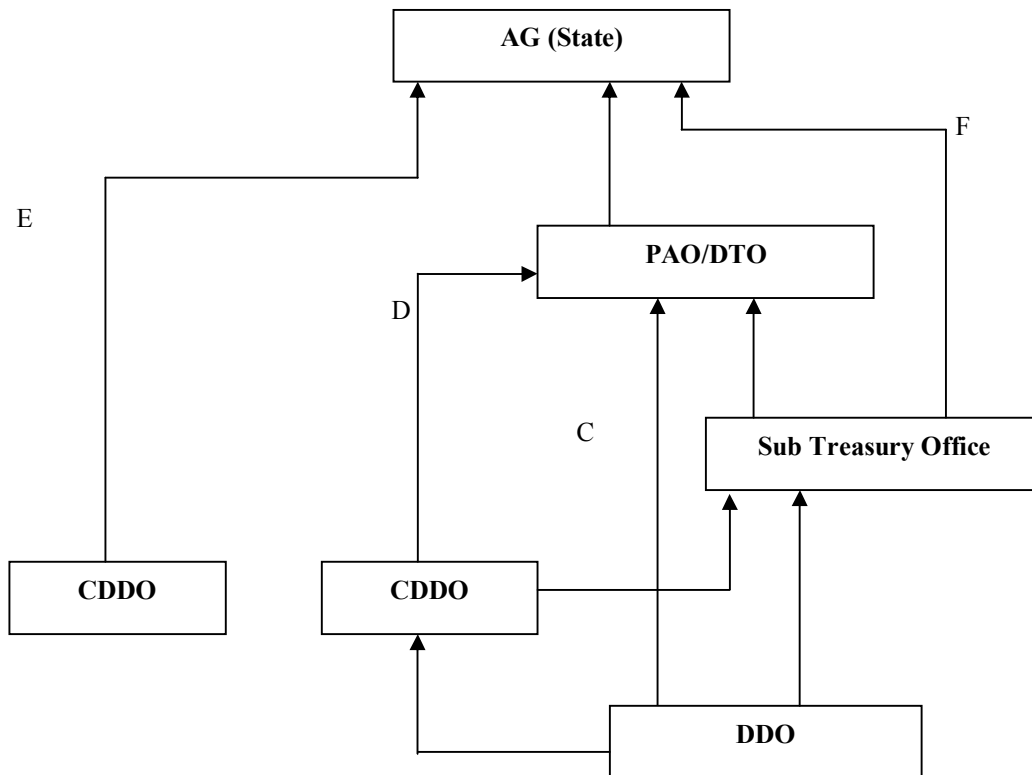 AG (State)
F
E
PAO/DTO
D
C
Sub Treasury Office
CDDO
CDDO
DDO